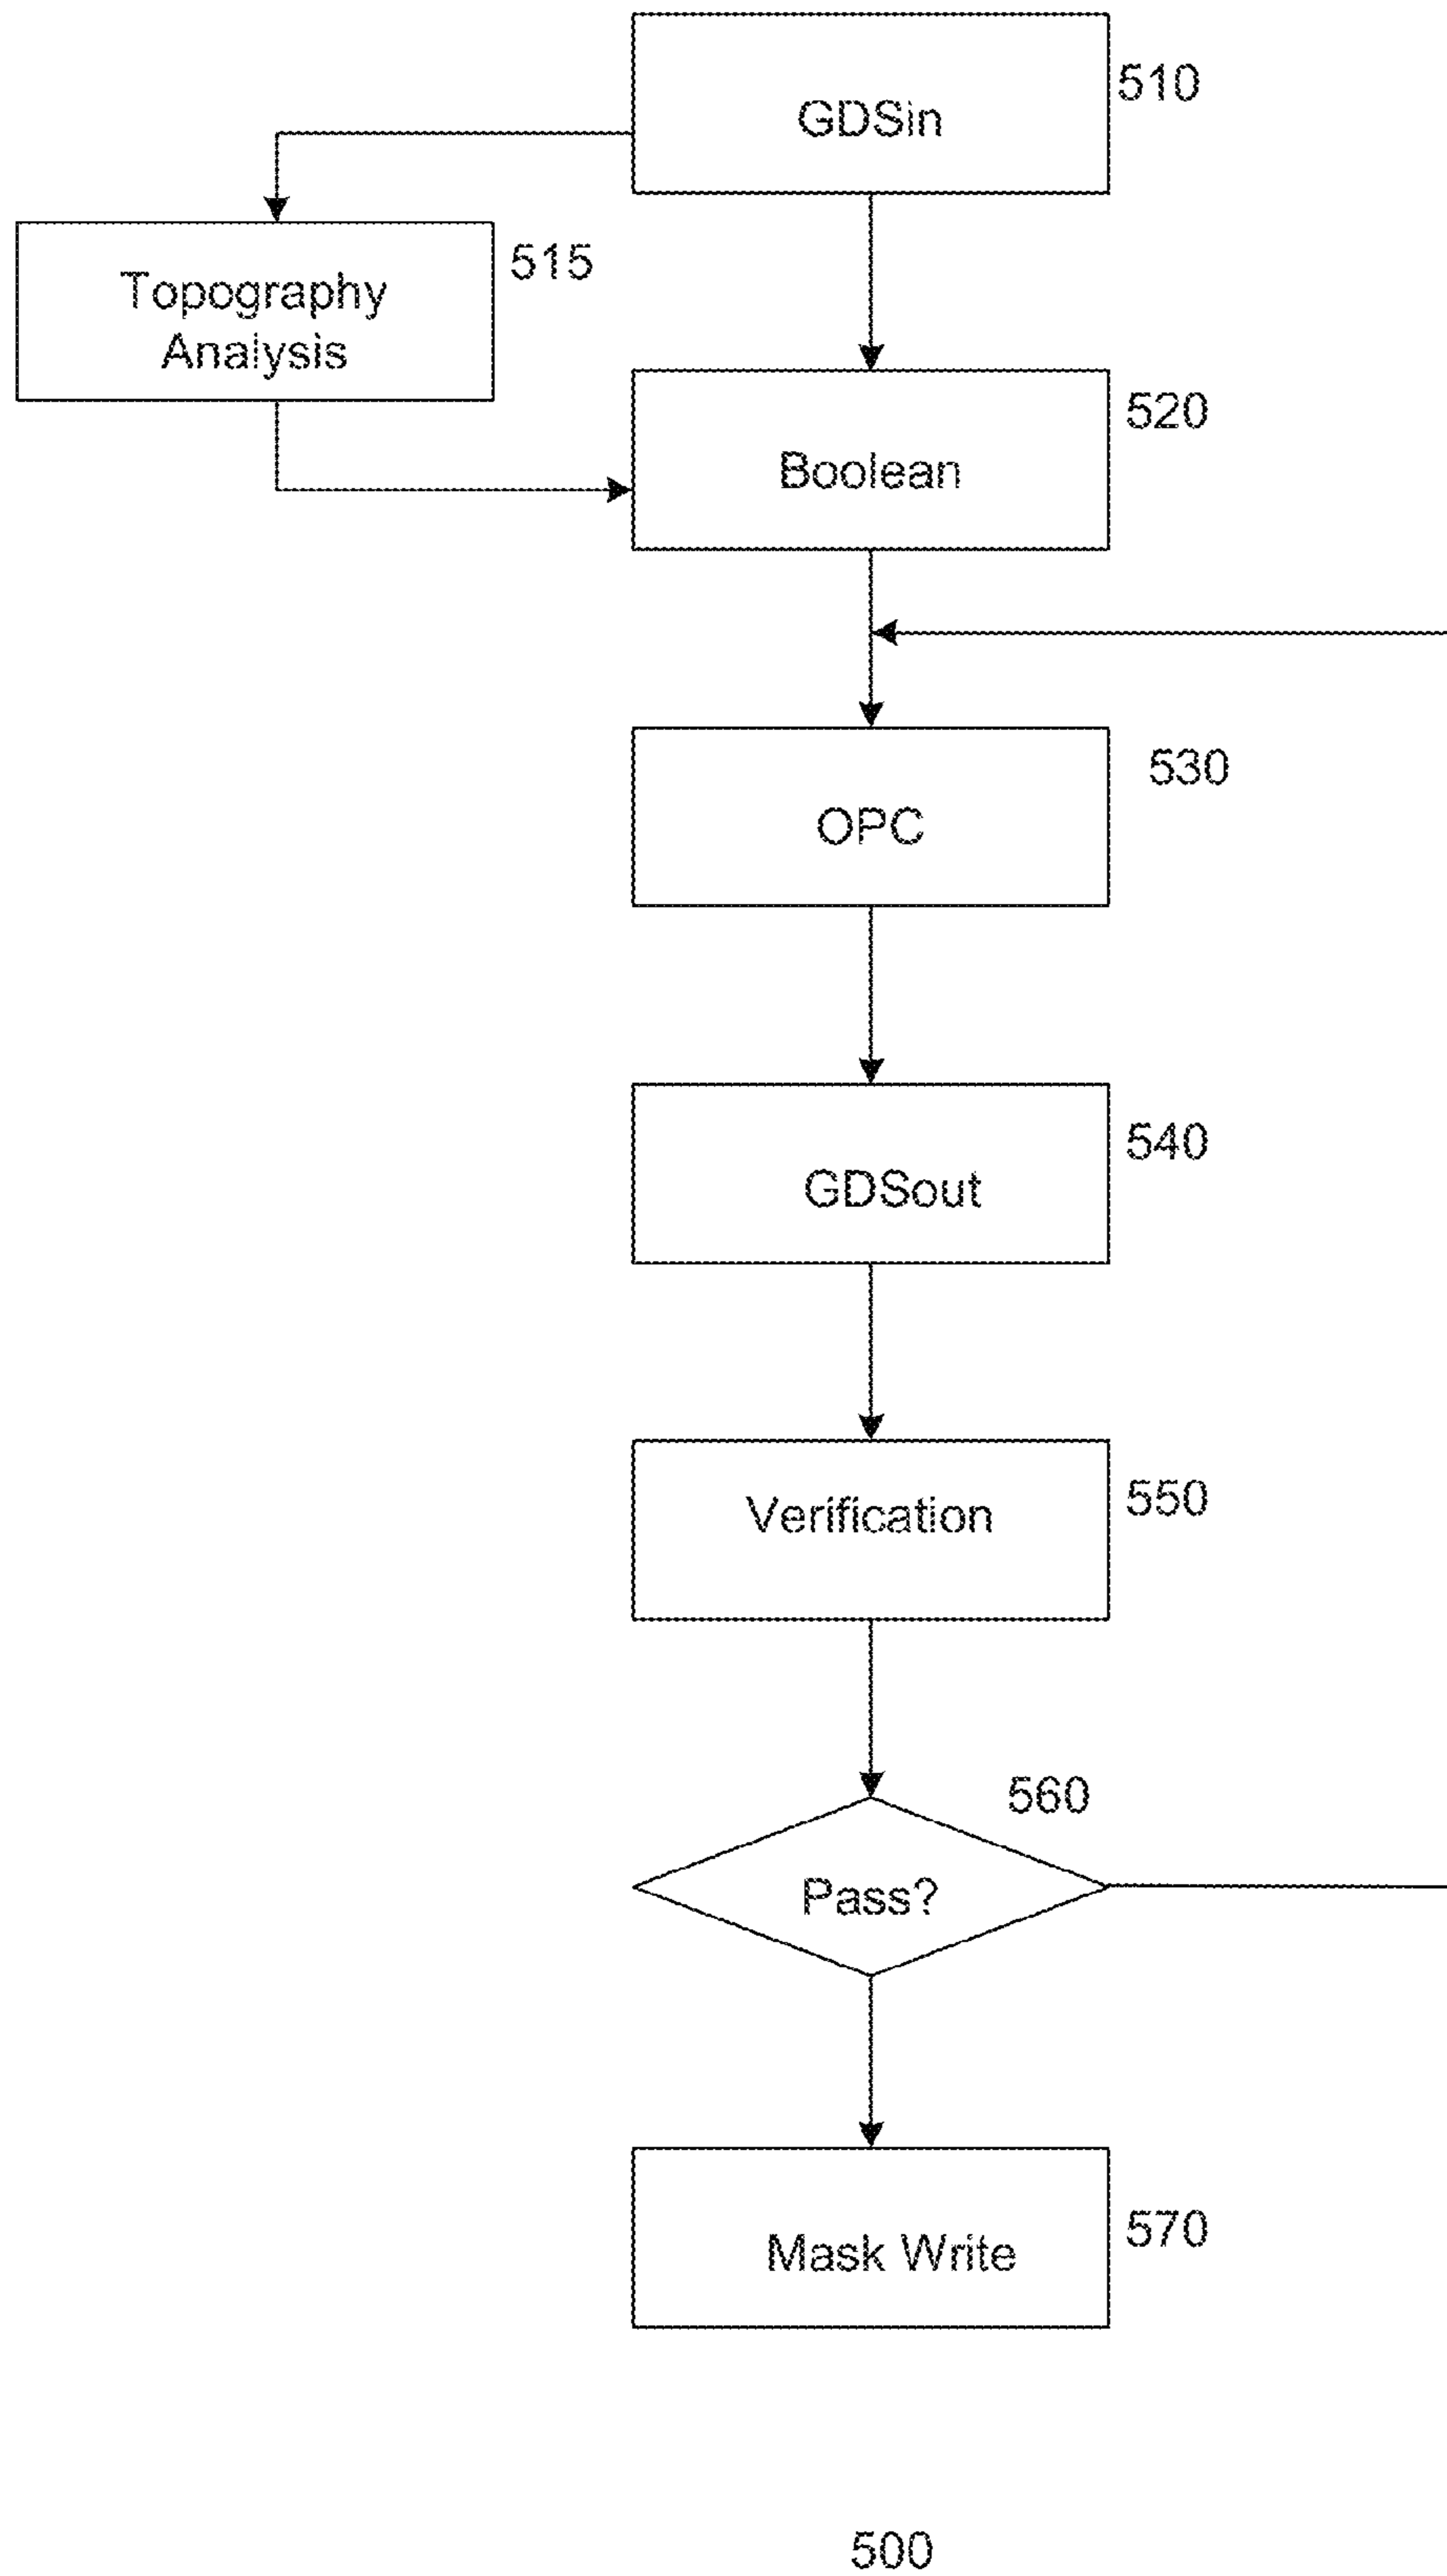 GDSin
510
Topography
Analysis
515
Boolean
520
OPC
530
GDSout
540
Verification
550
Pass?
560
Mask Write
570
500